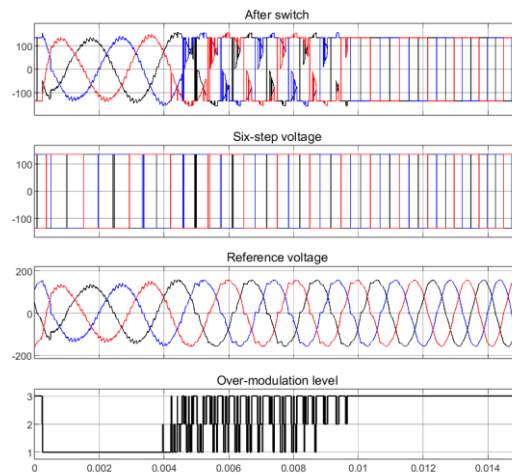 After switch
100
0
-100
Six-step voltage
100
0
-100
Reference voltage
200
0
-200
Over-modulation level
3
2
1
0 0.002 0.004 0.006 0.008 0.01 0.012 0.014